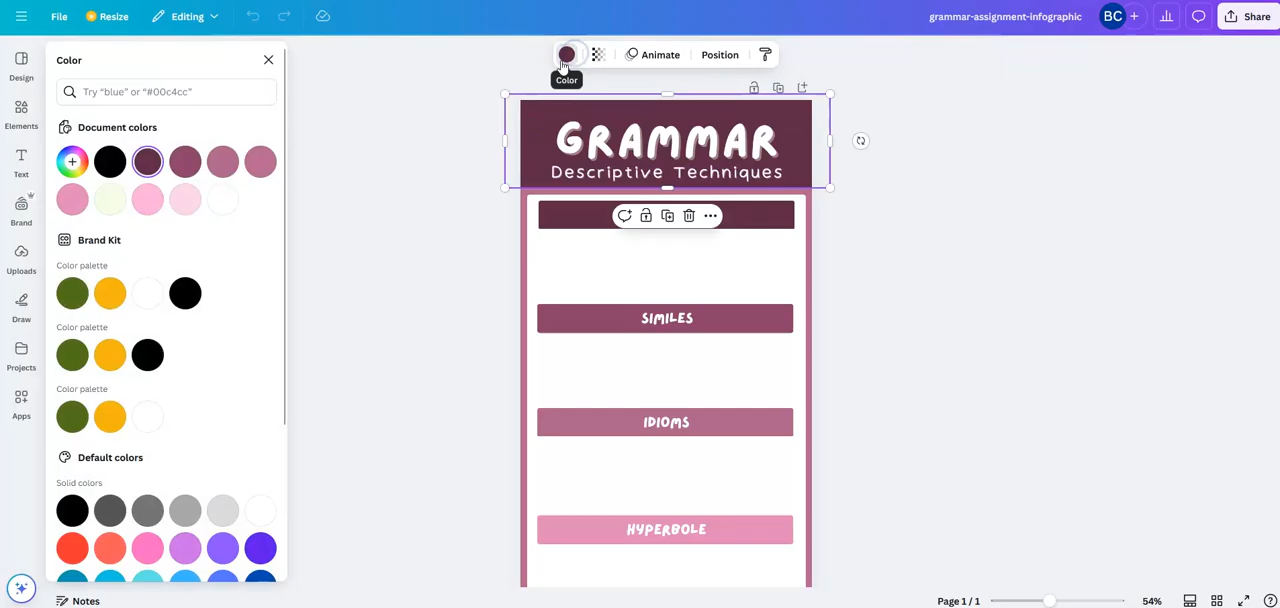 File
Resize
Editing
grammar-assignment-infographic
BC
Share
Design
Elements
Text
Brand
Uploads
Draw
Projects
Apps
Color
Try “blue” or “#00c4cc”
Document colors
Brand Kit
Color palette
Color palette
Color palette
Default colors
Solid colors
Animate
Position
Color
GRAMMAR
Descriptive Techniques
SIMILES
IDIOMS
HYPERBOLE
Notes
Page 1 / 1
54%